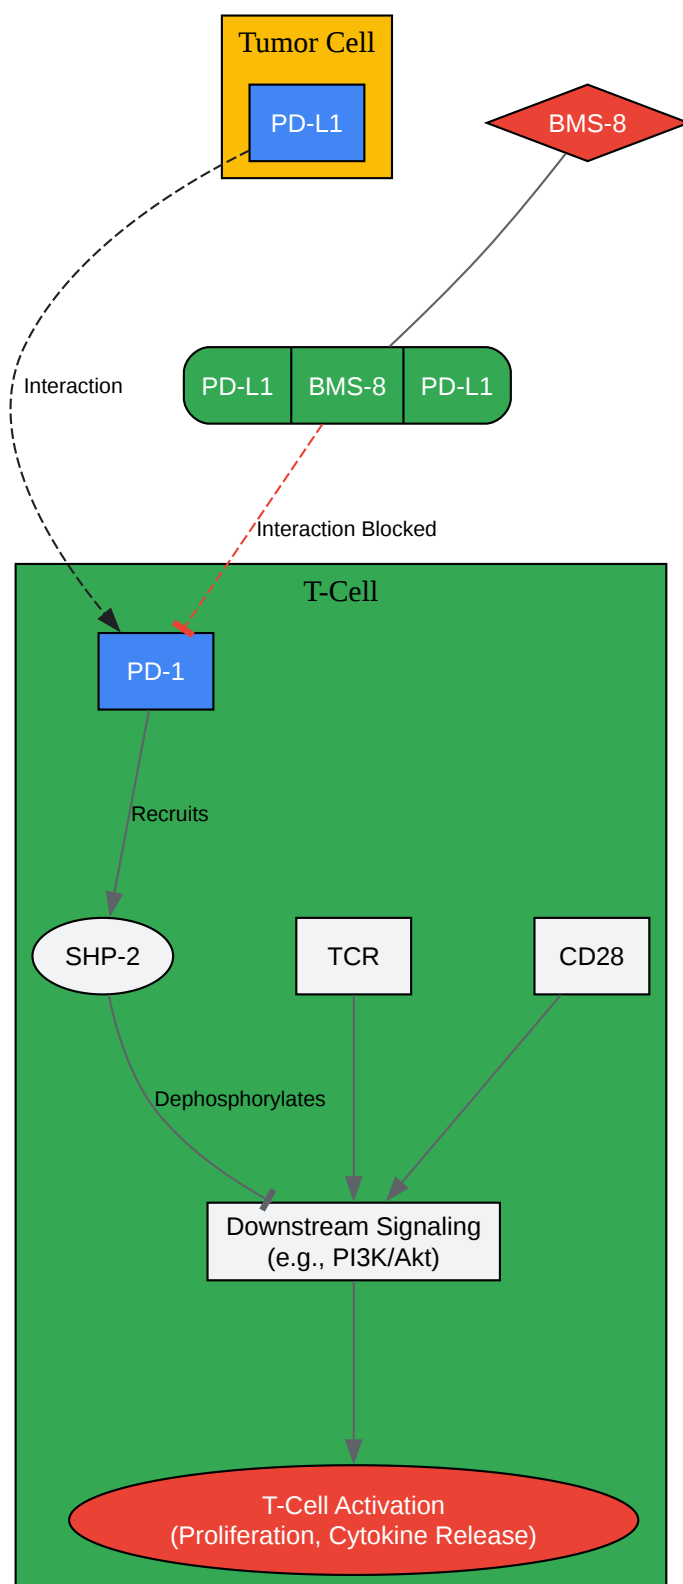 Tumor Cell
PD-L1
BMS-8
Interaction
PD-L1 BMS-8 PD-L1
Interaction Blocked
T-Cell
PD-1
Recruits
SHP-2
TCR
CD28
Dephosphorylates
Downstream Signaling
(e.g., PI3K/Akt)
T-Cell Activation
(Proliferation, Cytokine Release)